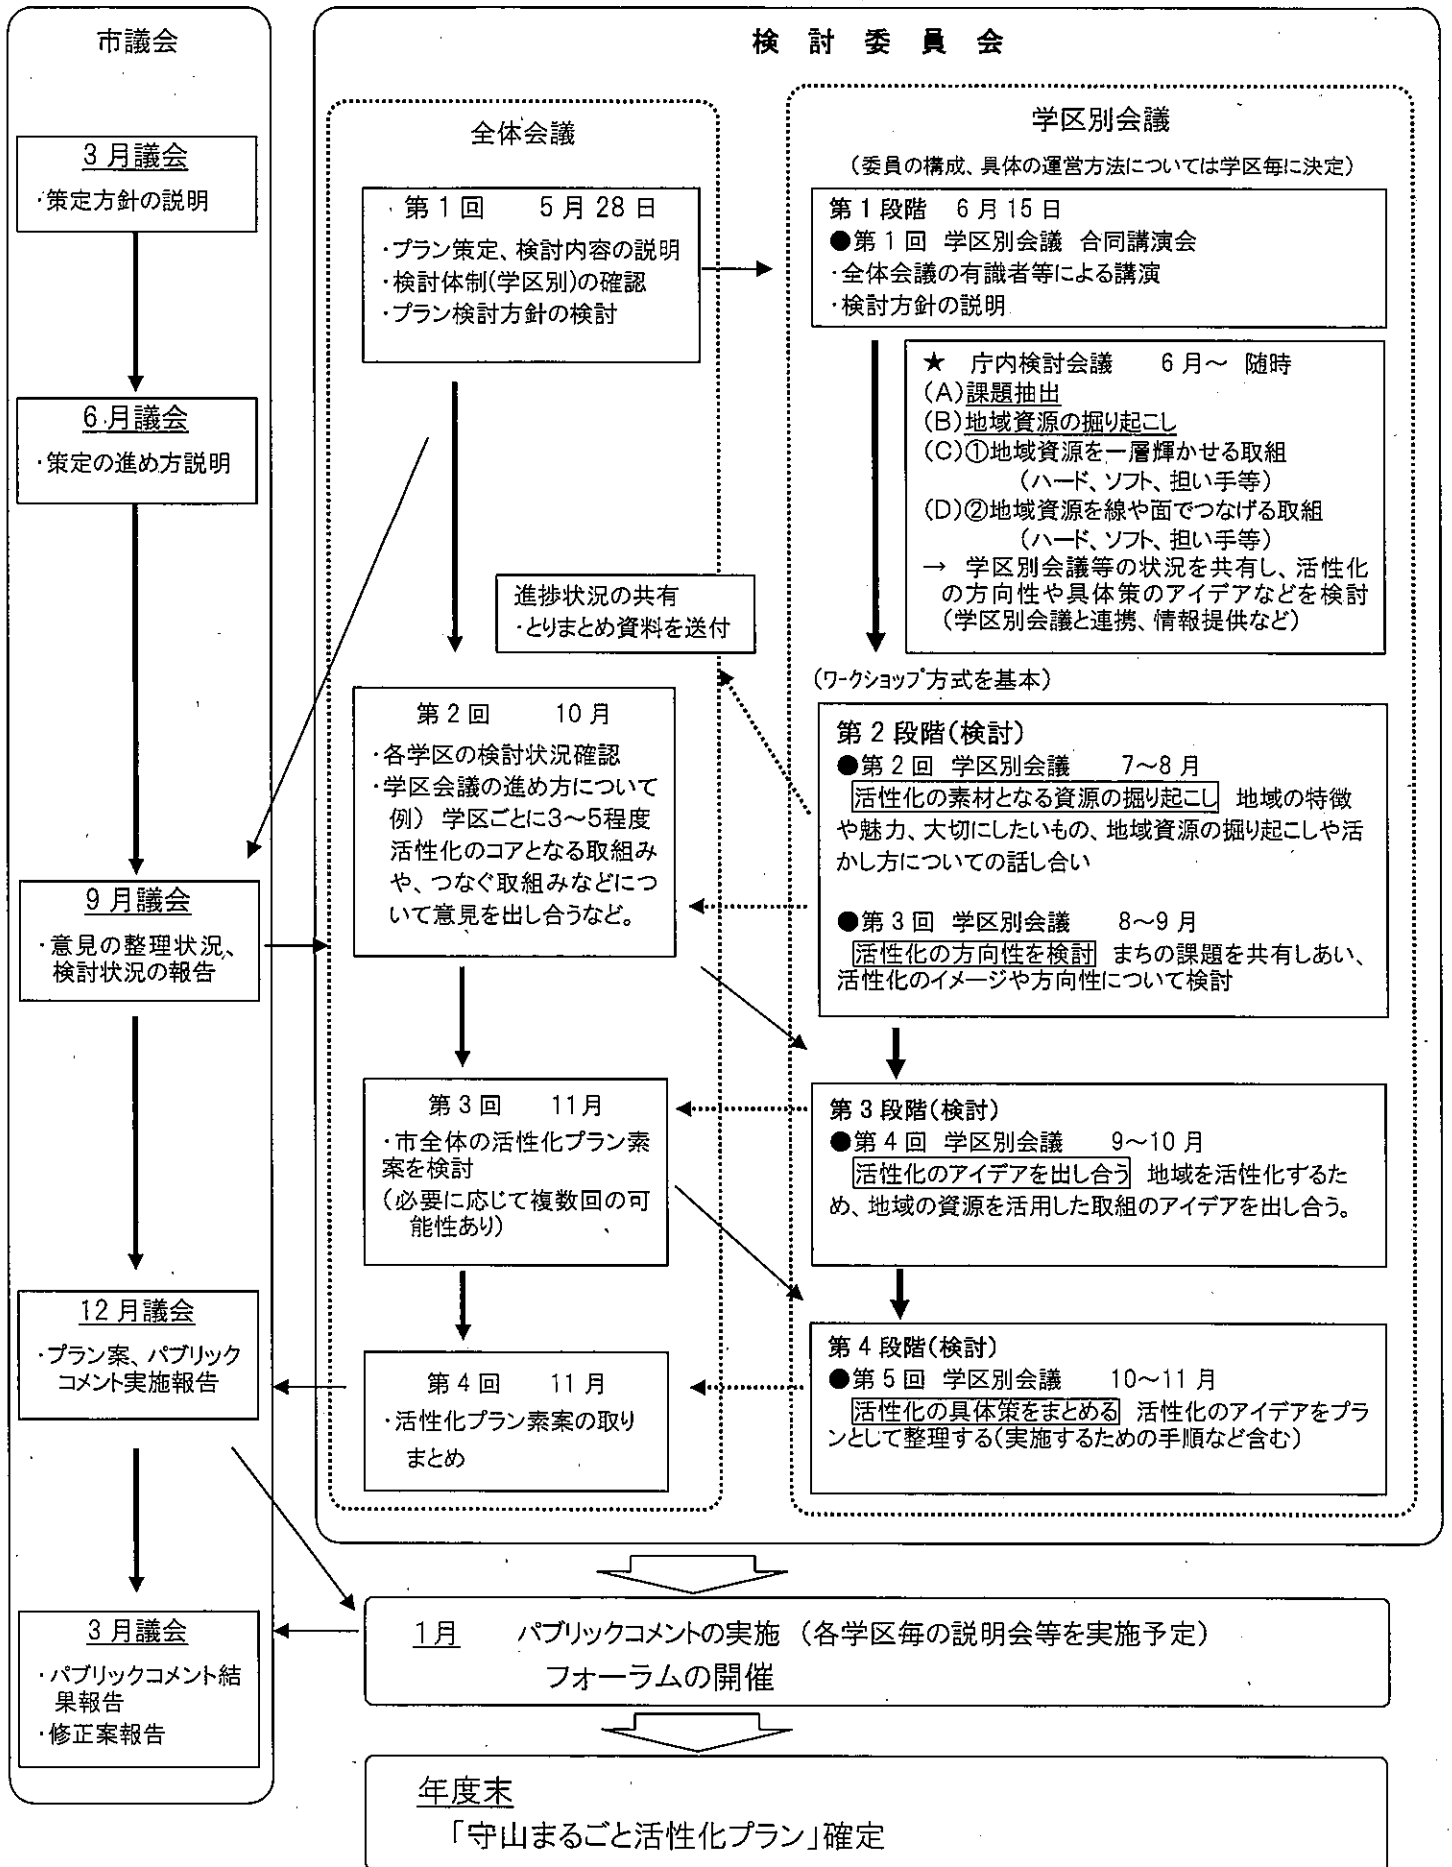 市議会
3月議会
・策定方針の説明
6月議会
・策定の進め方説明
9月議会
・意見の整理状況、
検討状況の報告
12月議会
・プラン案、パブリック
コメント実施報告
3月議会
・パブリックコメント結
果報告
・修正案報告
検討委員会
全体会議
第1回 5月28日
・プラン策定、検討内容の説明
・検討体制(学区別)の確認
・プラン検討方針の検討
進捗状況の共有
・とりまとめ資料を送付
第2回 10月
・各学区の検討状況確認
・学区会議の進め方について
例) 学区ごとに3～5程度
活性化のコアとなる取組み
や、つなぐ取組みなどにつ
いて意見を出し合うなど。
第3回 11月
・市全体の活性化プラン素
案を検討
(必要に応じて複数回の可
能性あり)
第4回 11月
・活性化プラン素案の取り
まとめ
学区別会議
(委員の構成、具体の運営方法については学区毎に決定)
第1段階 6月15日
●第1回 学区別会議 合同講演会
・全体会議の有識者等による講演
・検討方針の説明
★ 庁内検討会議 6月～ 随時
(A)課題抽出
(B)地域資源の掘り起こし
(C)①地域資源を一層輝かせる取組
(ハード、ソフト、担い手等)
(D)②地域資源を線や面でつなげる取組
(ハード、ソフト、担い手等)
→ 学区別会議等の状況を共有し、活性化
の方向性や具体策のアイデアなどを検討
(学区別会議と連携、情報提供など)
(ワークショップ方式を基本)
第2段階(検討)
●第2回 学区別会議 7～8月
活性化の素材となる資源の掘り起こし 地域の特徴
や魅力、大切にしたいもの、地域資源の掘り起こしや活
かし方についての話し合い
●第3回 学区別会議 8～9月
活性化の方向性を検討 まちの課題を共有しあい、
活性化のイメージや方向性について検討
第3段階(検討)
●第4回 学区別会議 9～10月
活性化のアイデアを出し合う 地域を活性化するた
め、地域の資源を活用した取組のアイデアを出し合う。
第4段階(検討)
●第5回 学区別会議 10～11月
活性化の具体策をまとめる 活性化のアイデアをプラ
ンとして整理する(実施するための手順など含む)
1月 パブリックコメントの実施 (各学区毎の説明会等を実施予定)
フォーラムの開催
年度末
「守山まるごと活性化プラン」確定